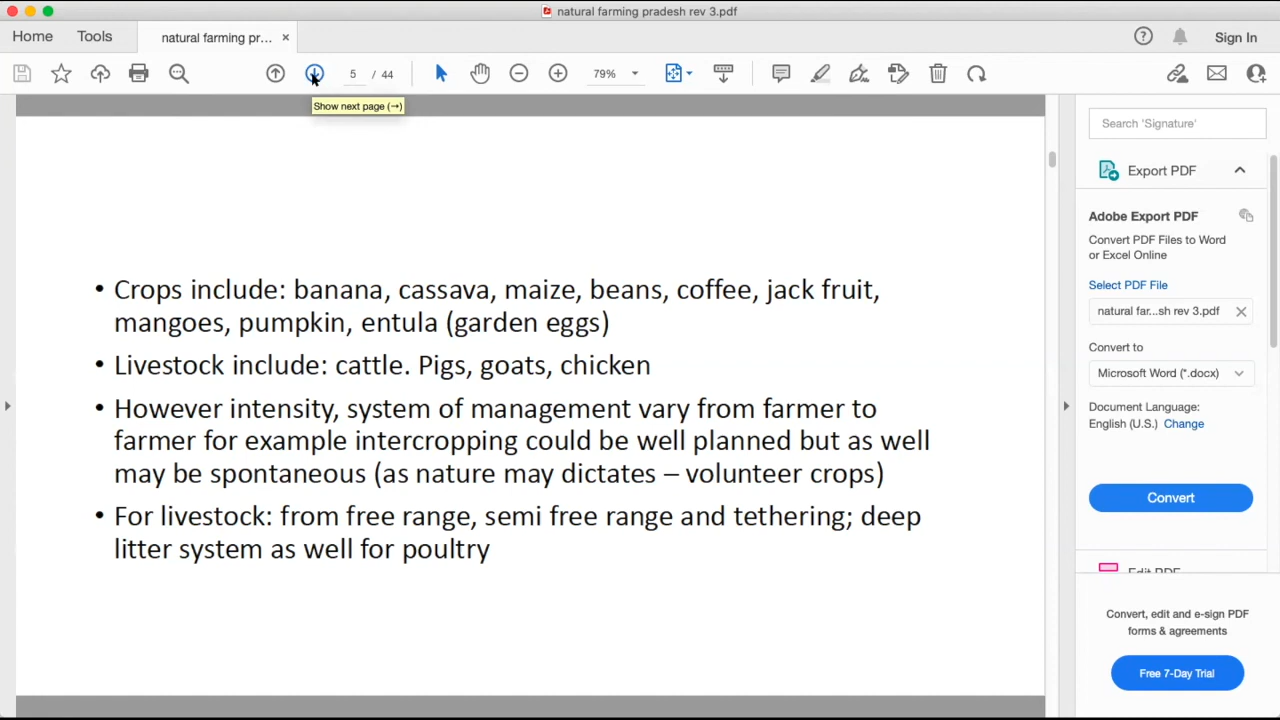 natural farming pradesh rev 3.pdf
Home
Tools
natural farming pr... ×
Sign In
5 / 44
79%
Show next page (→)
• Crops include: banana, cassava, maize, beans, coffee, jack fruit,
mangoes, pumpkin, entula (garden eggs)
• Livestock include: cattle. Pigs, goats, chicken
• However intensity, system of management vary from farmer to
farmer for example intercropping could be well planned but as well
may be spontaneous (as nature may dictates – volunteer crops)
• For livestock: from free range, semi free range and tethering; deep
litter system as well for poultry
Search 'Signature'
Export PDF
Adobe Export PDF
Convert PDF Files to Word
or Excel Online
Select PDF File
natural far...sh rev 3.pdf
Convert to
Microsoft Word (*.docx)
Document Language:
English (U.S.) Change
Convert
Edit PDF
Convert, edit and e-sign PDF
forms & agreements
Free 7-Day Trial